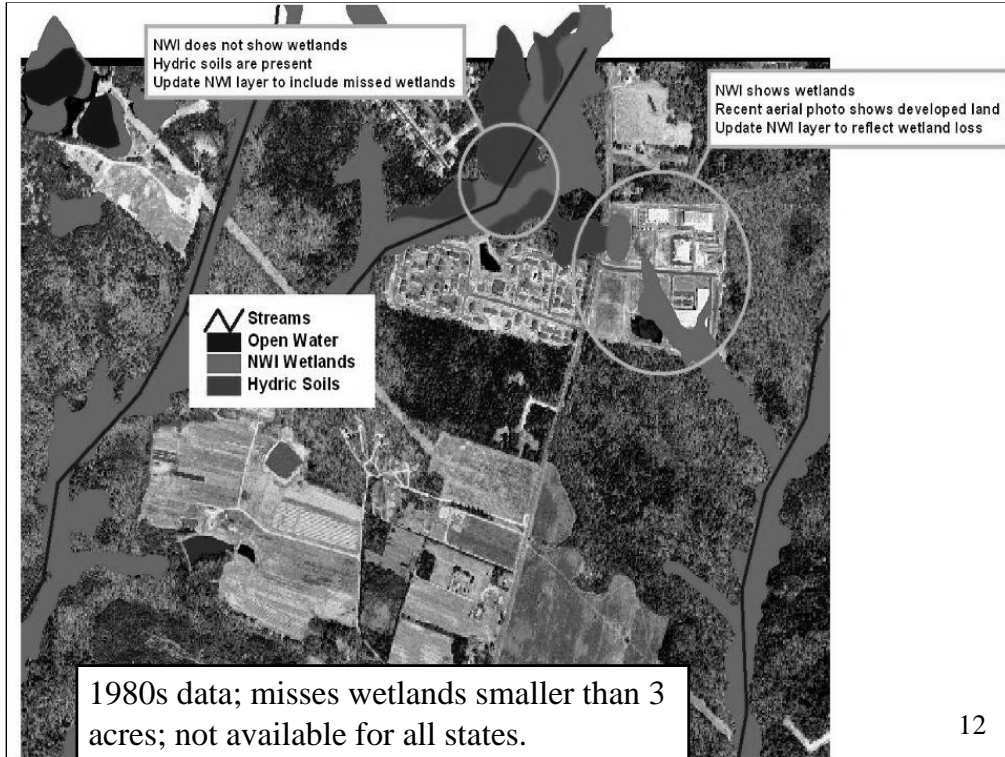 NWI does not show wetlands
Hydric soils are present
Update NWI layer to include missed wetlands
NWI shows wetlands
Recent aerial photo shows developed land
Update NWI layer to reflect wetland loss
Streams
Open Water
NWI Wetlands
Hydric Soils
1980s data; misses wetlands smaller than 3
acres; not available for all states.
12